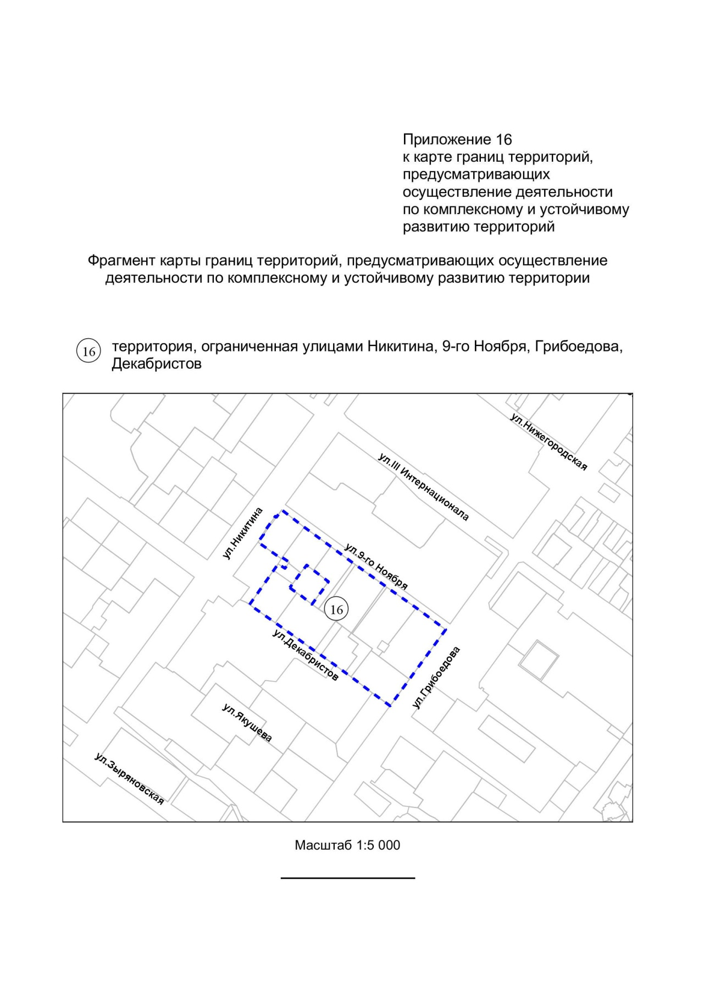 Приложение 16
к карте границ территорий,
предусматривающих
осуществление деятельности
по комплексному и устойчивому
развитию территорий
Фрагмент карты границ территорий, предусматривающих осуществление
деятельности по комплексному и устойчивому развитию территории
16
территория, ограниченная улицами Никитина, 9-го Ноября, Грибоедова,
Декабристов
ул.Нижегородская
ул.III Интернационала
ул.Никитина
ул.9-го Ноября
16
ул.Декабристов
ул.Грибоедова
ул.Якушева
ул.Зыряновская
Масштаб 1:5 000